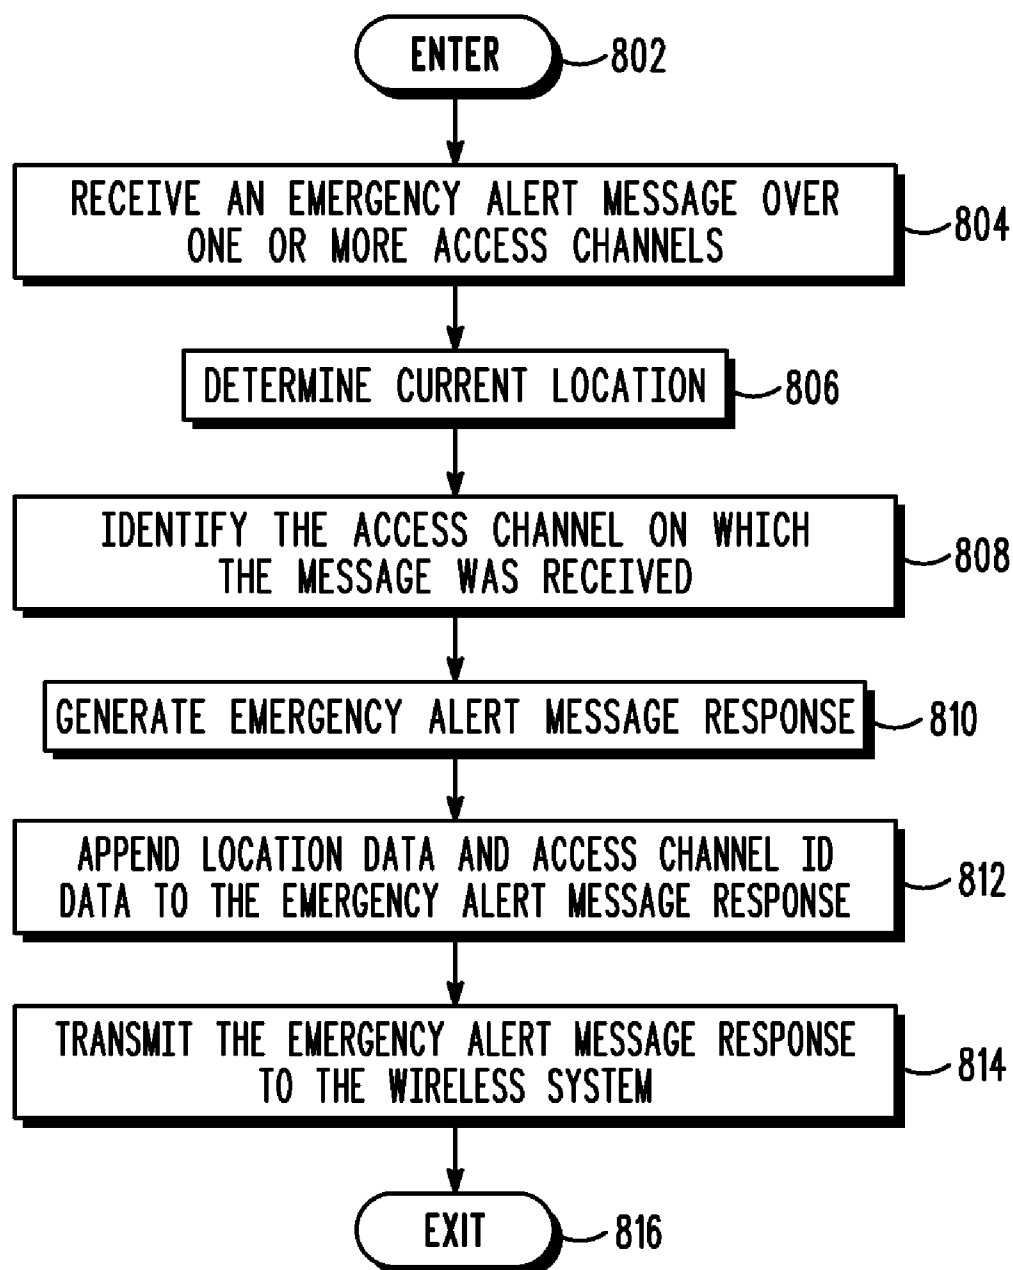 ENTER
802
RECEIVE AN EMERGENCY ALERT MESSAGE OVER
ONE OR MORE ACCESS CHANNELS
804
DETERMINE CURRENT LOCATION
806
IDENTIFY THE ACCESS CHANNEL ON WHICH
THE MESSAGE WAS RECEIVED
808
GENERATE EMERGENCY ALERT MESSAGE RESPONSE
810
APPEND LOCATION DATA AND ACCESS CHANNEL ID
DATA TO THE EMERGENCY ALERT MESSAGE RESPONSE
812
TRANSMIT THE EMERGENCY ALERT MESSAGE RESPONSE
TO THE WIRELESS SYSTEM
814
EXIT
816